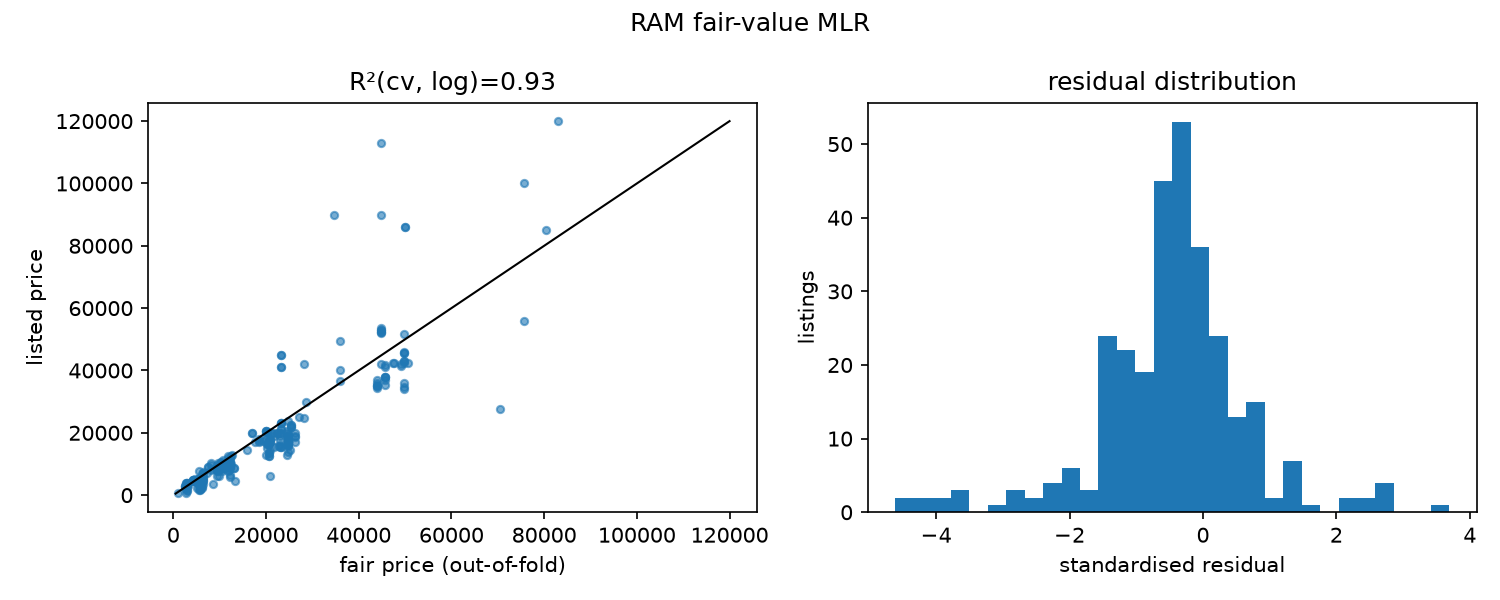 RAM fair-value MLR
R²(cv, log)=0.93
listed price
120000
100000
80000
60000
40000
20000
0
0 20000 40000 60000 80000 100000 120000
fair price (out-of-fold)
residual distribution
listings
50
40
30
20
10
0
−4 −2 0 2 4
standardised residual